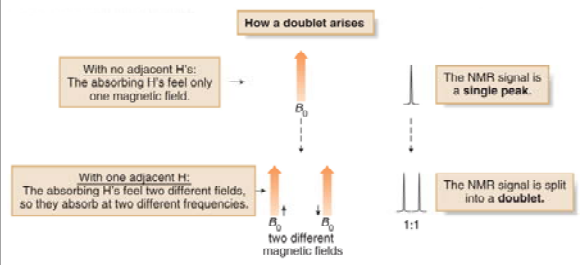 How a doublet arises
With no adjacent H's:
The absorbing H's feel only
one magnetic field.
B0
The NMR signal is
a single peak.
With one adjacent H:
The absorbing H's feel two different fields,
so they absorb at two different frequencies.
B0
B0
two different
magnetic fields
1:1
The NMR signal is split
into a doublet.